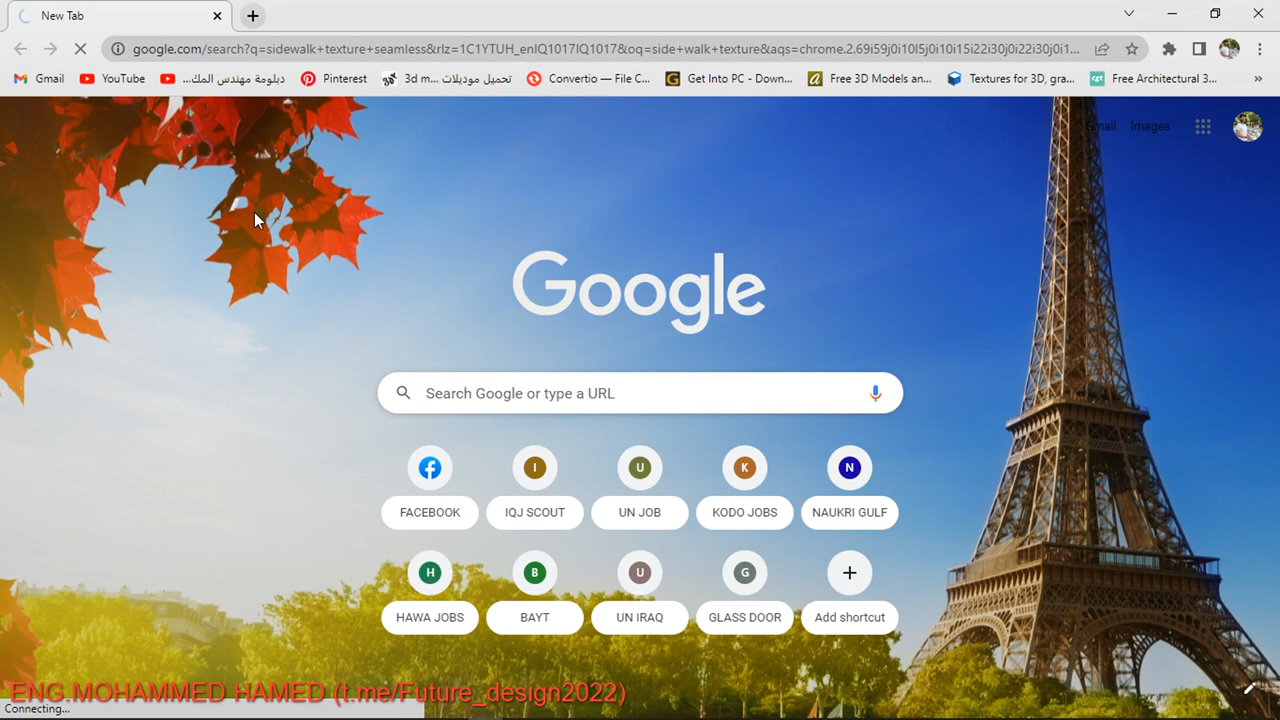 New Tab
google.com/search?q=sidewalk+texture+seamless&rlz=1C1YTUH_enIQ1017IQ1017&oq=side+walk+texture&aqs=chrome.2.69i59j0i10l5j0i10i15i22i30j0i22i30j0i1...
Gmail YouTube دبلومة مهندس المك... Pinterest 3d m... تحميل موديلات Convertio — File C... Get Into PC - Down... Free 3D Models an... Textures for 3D, gra... Free Architectural 3... »
Gmail Images
Google
Search Google or type a URL
I U K N
FACEBOOK IQJ SCOUT UN JOB KODO JOBS NAUKRI GULF
H B U G
HAWA JOBS BAYT UN IRAQ GLASS DOOR Add shortcut
ENG.MOHAMMED HAMED (t.me/Future_design2022)
Connecting...